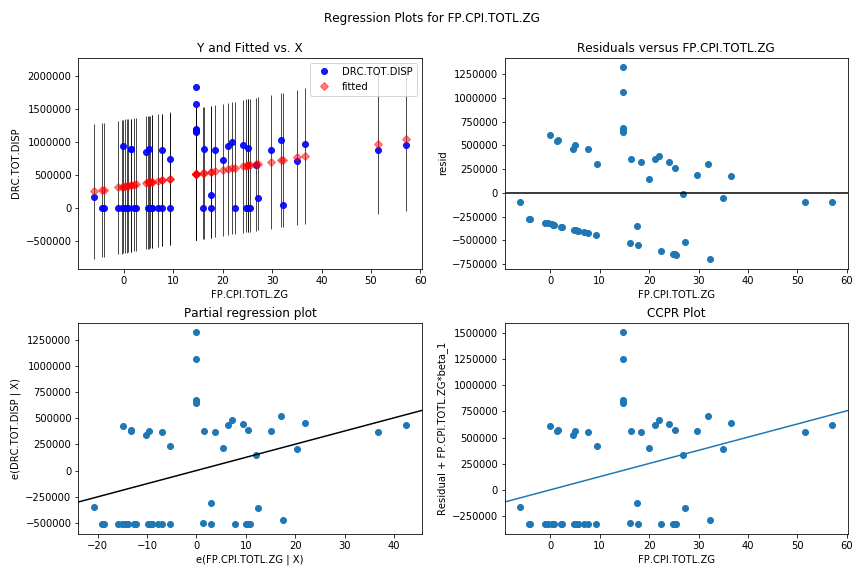 Regression Plots for FP.CPI.TOTL.ZG
Y and Fitted vs. X
DRC.TOT.DISP
2000000
1500000
1000000
500000
0
−500000
0 10 20 30 40 50 60
FP.CPI.TOTL.ZG
DRC.TOT.DISP
fitted
Residuals versus FP.CPI.TOTL.ZG
resid
1250000
1000000
750000
500000
250000
0
−250000
−500000
−750000
0 10 20 30 40 50 60
FP.CPI.TOTL.ZG
Partial regression plot
e(DRC.TOT.DISP | X)
1250000
1000000
750000
500000
250000
0
−250000
−500000
−20 −10 0 10 20 30 40
e(FP.CPI.TOTL.ZG | X)
CCPR Plot
Residual + FP.CPI.TOTL.ZG*beta_1
1500000
1250000
1000000
750000
500000
250000
0
−250000
0 10 20 30 40 50 60
FP.CPI.TOTL.ZG